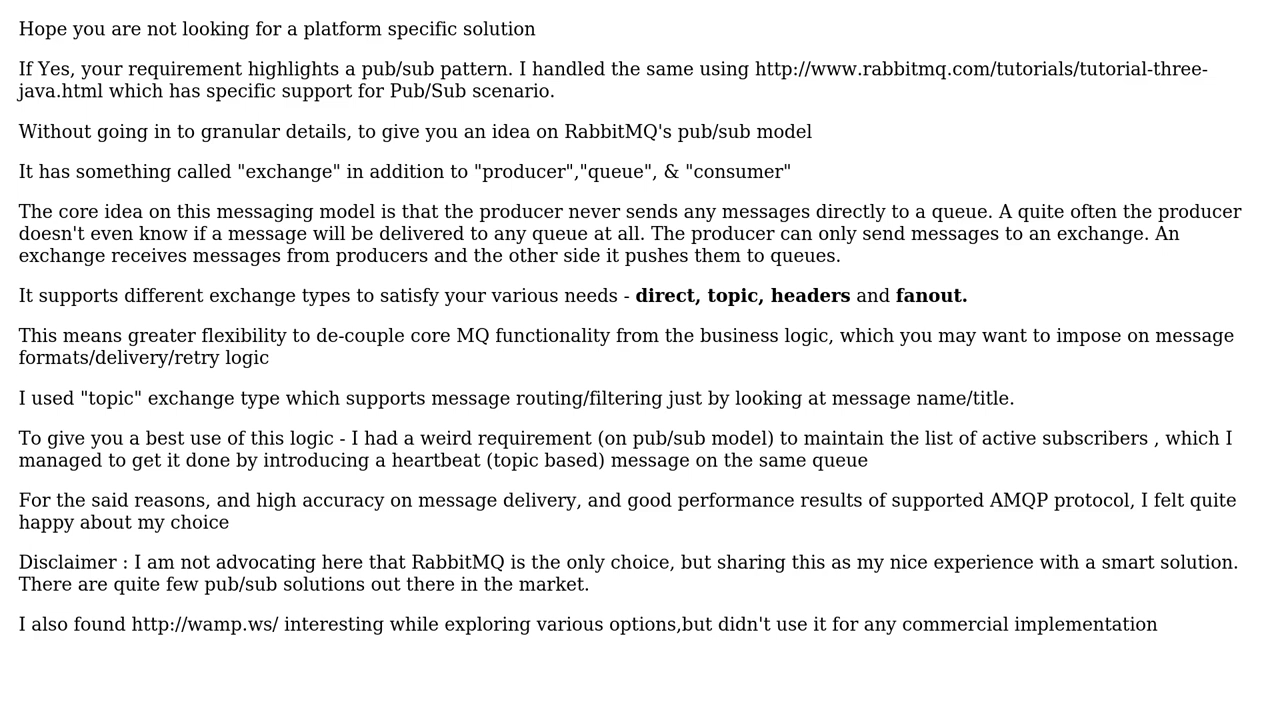 Hope you are not looking for a platform specific solution
If Yes, your requirement highlights a pub/sub pattern. I handled the same using http://www.rabbitmq.com/tutorials/tutorial-three-
java.html which has specific support for Pub/Sub scenario.
Without going in to granular details, to give you an idea on RabbitMQ's pub/sub model
It has something called "exchange" in addition to "producer","queue", & "consumer"
The core idea on this messaging model is that the producer never sends any messages directly to a queue. A quite often the producer
doesn't even know if a message will be delivered to any queue at all. The producer can only send messages to an exchange. An
exchange receives messages from producers and the other side it pushes them to queues.
It supports different exchange types to satisfy your various needs - direct, topic, headers and fanout.
This means greater flexibility to de-couple core MQ functionality from the business logic, which you may want to impose on message
formats/delivery/retry logic
I used "topic" exchange type which supports message routing/filtering just by looking at message name/title.
To give you a best use of this logic - I had a weird requirement (on pub/sub model) to maintain the list of active subscribers , which I
managed to get it done by introducing a heartbeat (topic based) message on the same queue
For the said reasons, and high accuracy on message delivery, and good performance results of supported AMQP protocol, I felt quite
happy about my choice
Disclaimer : I am not advocating here that RabbitMQ is the only choice, but sharing this as my nice experience with a smart solution.
There are quite few pub/sub solutions out there in the market.
I also found http://wamp.ws/ interesting while exploring various options,but didn't use it for any commercial implementation